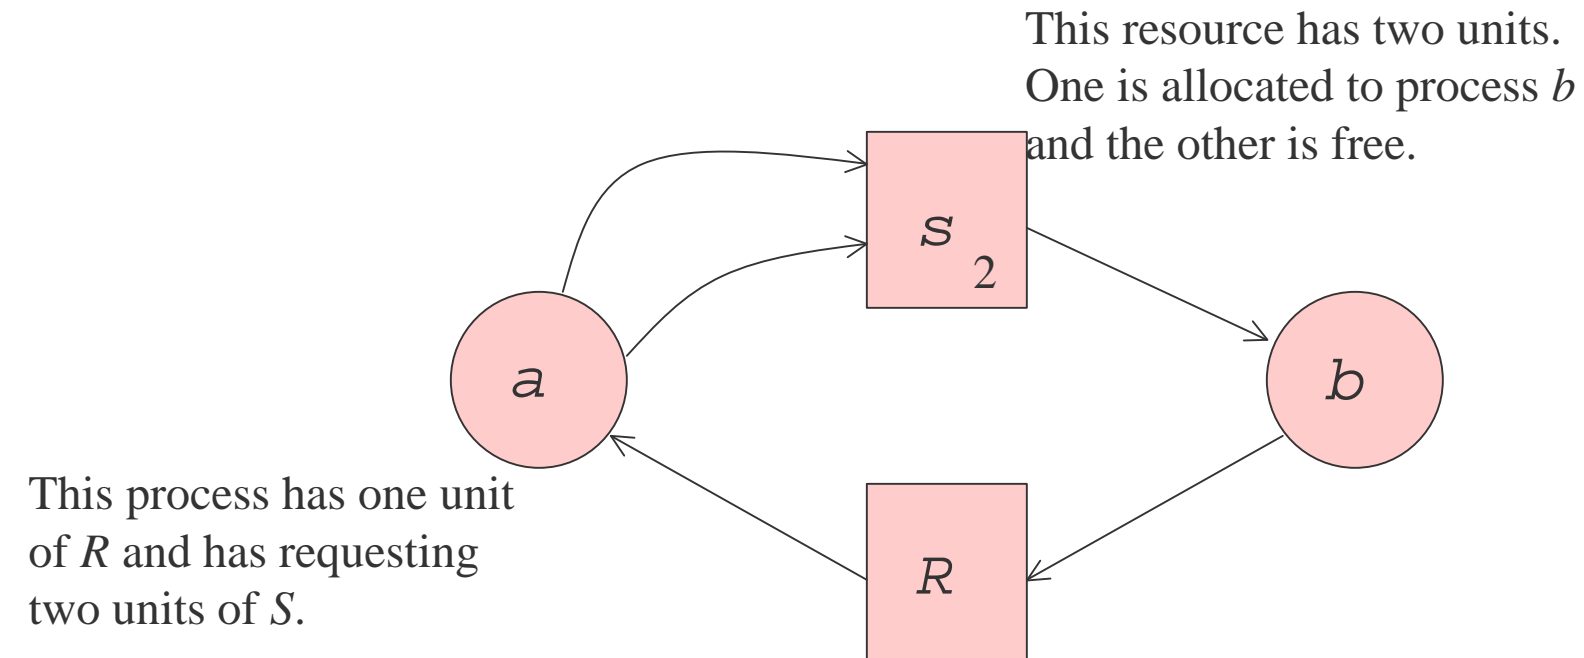 This resource has two units.
One is allocated to process b
and the other is free.
s
2
a
b
This process has one unit
of R and has requesting
two units of S.
R